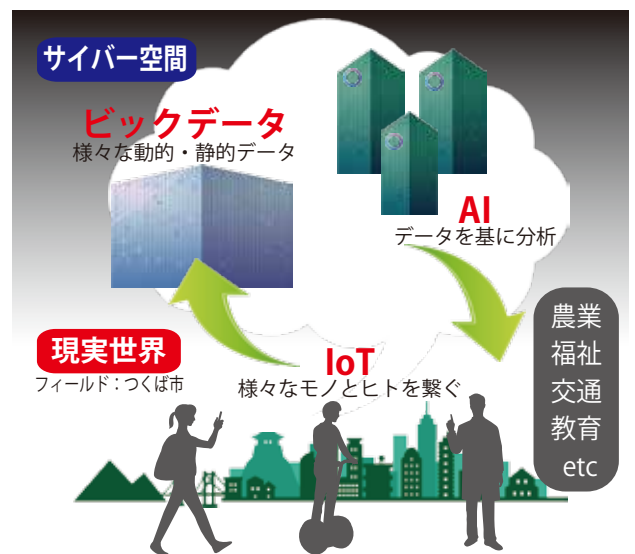 サイバー空間
ビックデータ
様々な動的・静的データ
AI
データを基に分析
現実世界
フィールド：つくば市
IoT
様々なモノとヒトを繋ぐ
農業
福祉
交通
教育
etc